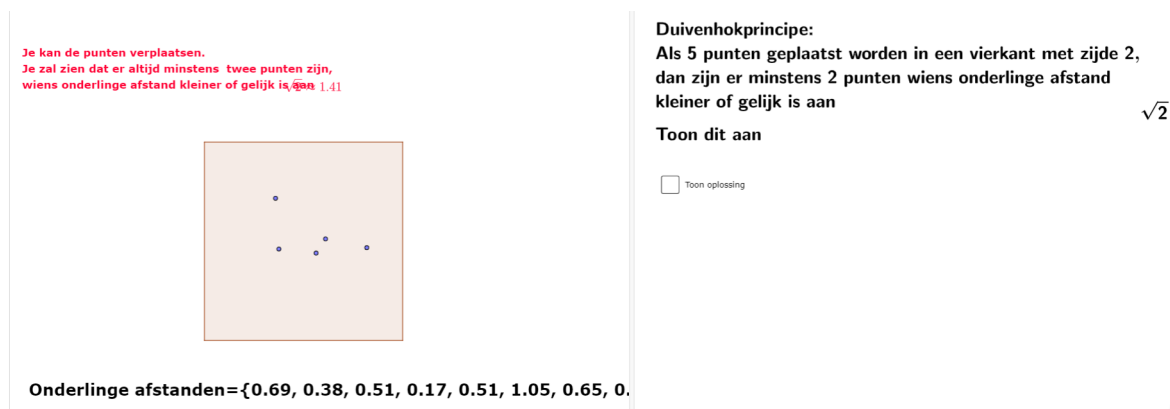 Je kan de punten verplaatsen.
Je zal zien dat er altijd minstens twee punten zijn,
wiens onderlinge afstand kleiner of gelijk is aan √2 ≈ 1.41
Onderlinge afstanden={0.69, 0.38, 0.51, 0.17, 0.51, 1.05, 0.65, 0.
Duivenhokprincipe:
Als 5 punten geplaatst worden in een vierkant met zijde 2,
dan zijn er minstens 2 punten wiens onderlinge afstand
kleiner of gelijk is aan
√2
Toon dit aan
Toon oplossing